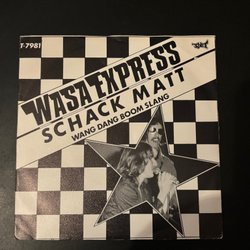 T-7981
WASA EXPRESS
SCHACK MATT
WANG DANG BOOM SLANG